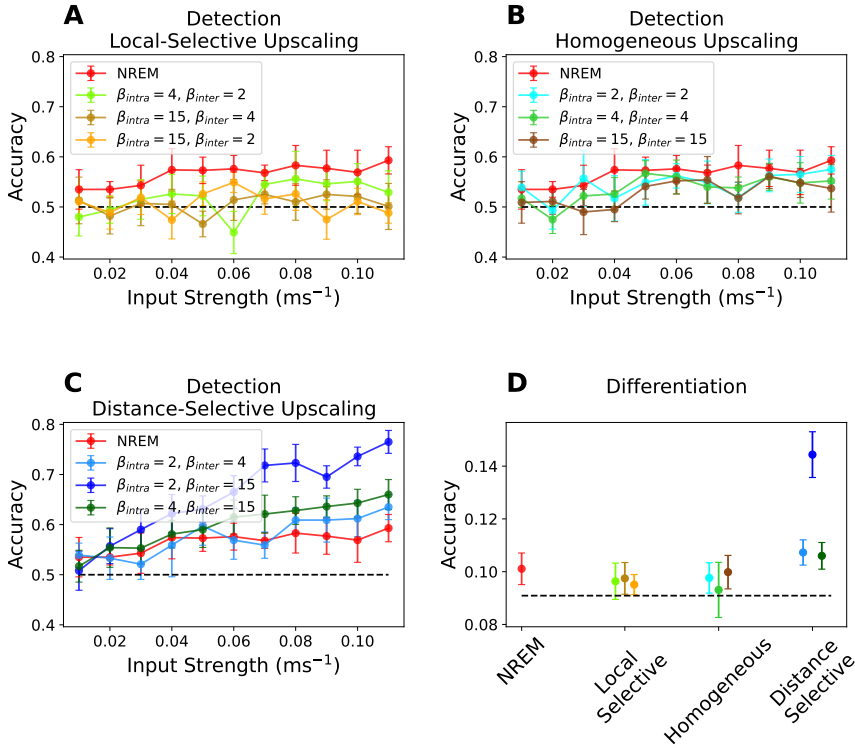 A
Detection
Local-Selective Upscaling
0.8
0.7
0.6
0.5
0.4
Accuracy
NREM
β_intra = 4, β_inter = 2
β_intra = 15, β_inter = 4
β_intra = 15, β_inter = 2
0.02
0.04
0.06
0.08
0.10
Input Strength (ms⁻¹)
B
Detection
Homogeneous Upscaling
0.8
0.7
0.6
0.5
0.4
Accuracy
NREM
β_intra = 2, β_inter = 2
β_intra = 4, β_inter = 4
β_intra = 15, β_inter = 15
0.02
0.04
0.06
0.08
0.10
Input Strength (ms⁻¹)
C
Detection
Distance-Selective Upscaling
0.8
0.7
0.6
0.5
0.4
Accuracy
NREM
β_intra = 2, β_inter = 4
β_intra = 2, β_inter = 15
β_intra = 4, β_inter = 15
0.02
0.04
0.06
0.08
0.10
Input Strength (ms⁻¹)
D
Differentiation
0.14
0.12
0.10
0.08
Accuracy
NREM
Local
Selective
Homogeneous
Distance
Selective